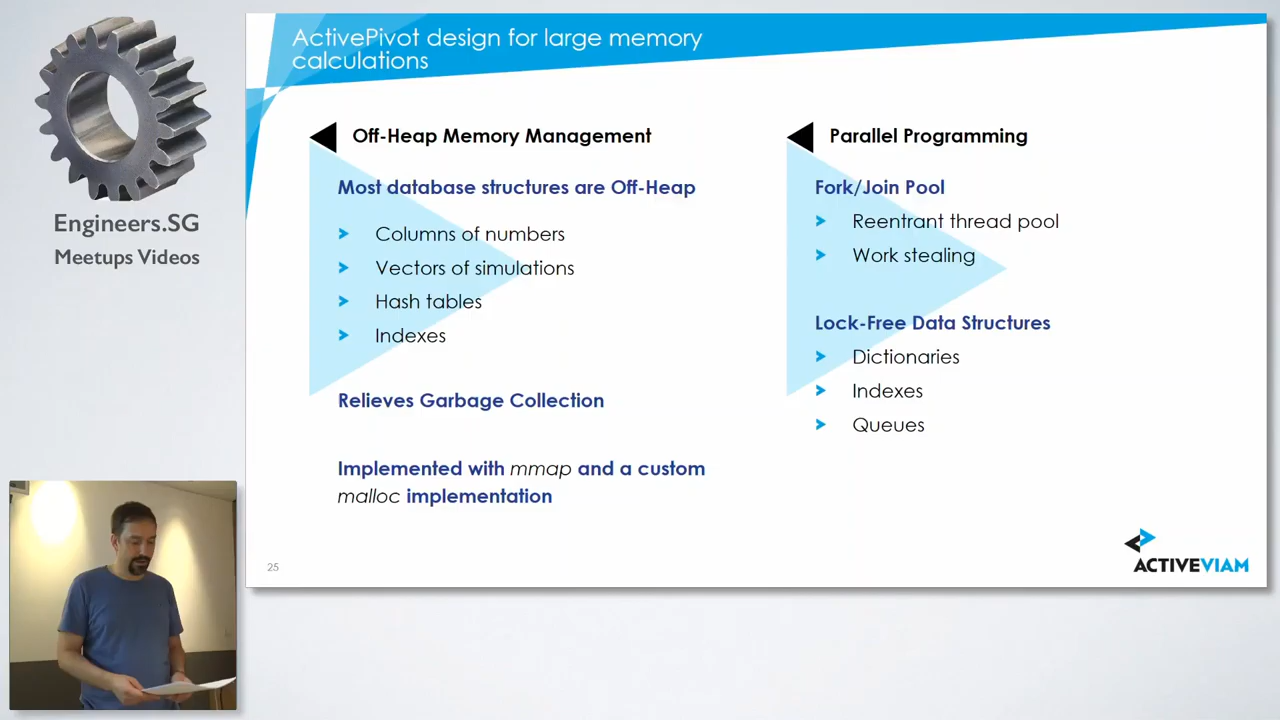 ActivePivot design for large memory
calculations
Off-Heap Memory Management
Most database structures are Off-Heap
Columns of numbers
Vectors of simulations
Hash tables
Indexes
Relieves Garbage Collection
Implemented with mmap and a custom
malloc implementation
Parallel Programming
Fork/Join Pool
Reentrant thread pool
Work stealing
Lock-Free Data Structures
Dictionaries
Indexes
Queues
25
ACTIVEVIAM
Engineers.SG
Meetups Videos